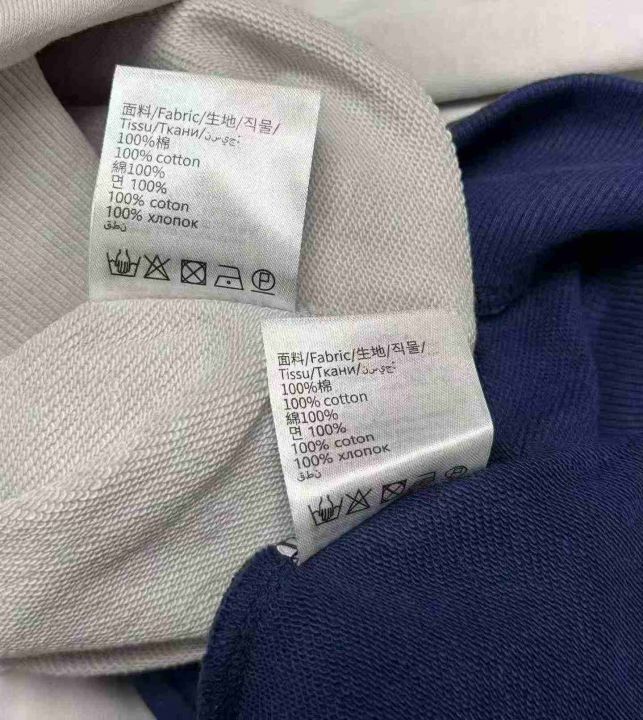 面料/Fabric/生地/직물/
Tissu/Ткани/
100%棉
100% cotton
綿100%
면 100%
100% coton
100% хлопок
قطن
面料/Fabric/生地/직물/
Tissu/Ткани/
100%棉
100% cotton
綿100%
면 100%
100% coton
100% хлопок
قطن